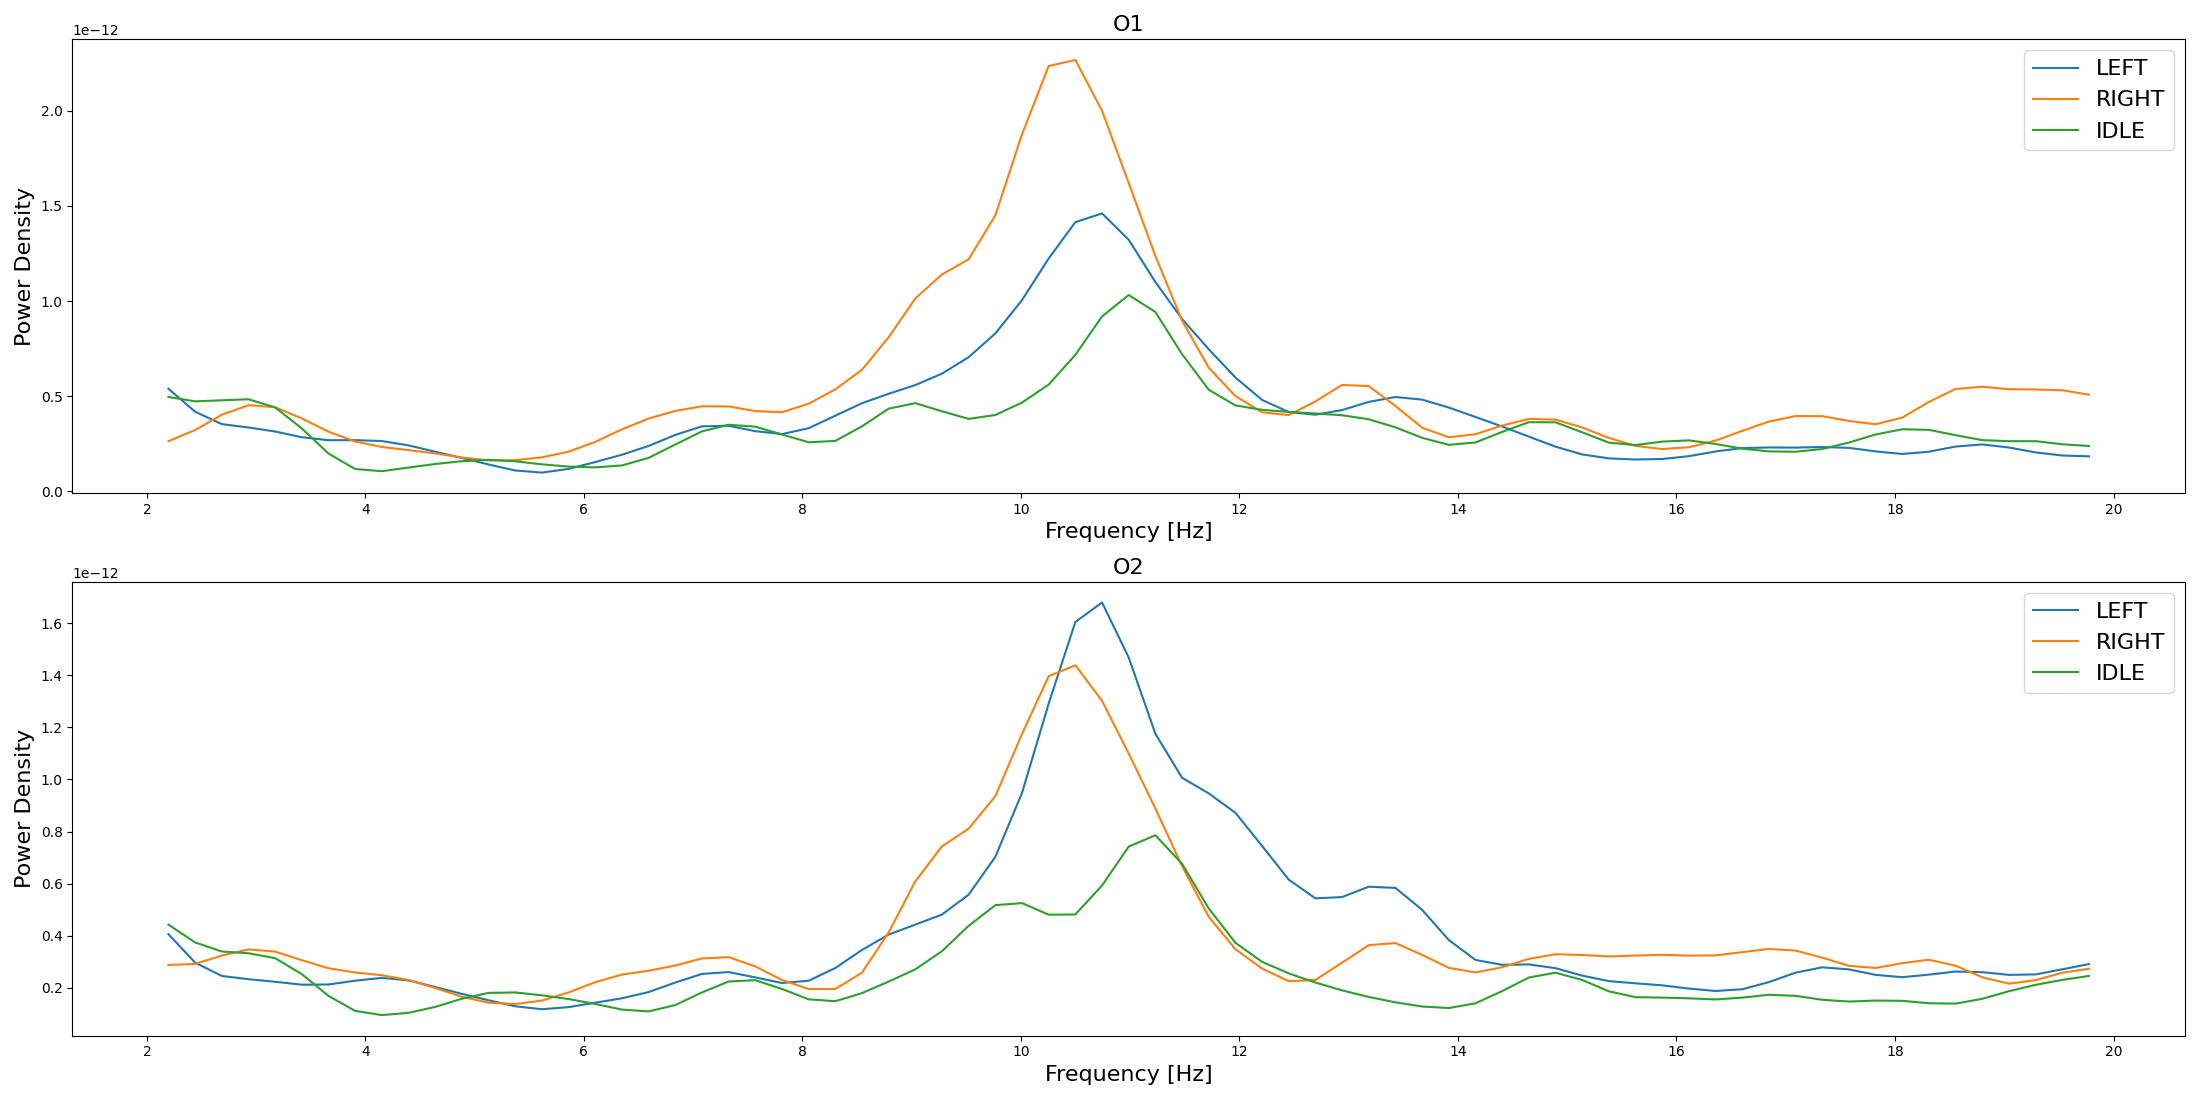 O1
1e−12
2.0
1.5
1.0
0.5
0.0
Power Density
LEFT
RIGHT
IDLE
2 4 6 8 10 12 14 16 18 20
Frequency [Hz]
O2
1e−12
1.6
1.4
1.2
1.0
0.8
0.6
0.4
0.2
Power Density
LEFT
RIGHT
IDLE
2 4 6 8 10 12 14 16 18 20
Frequency [Hz]